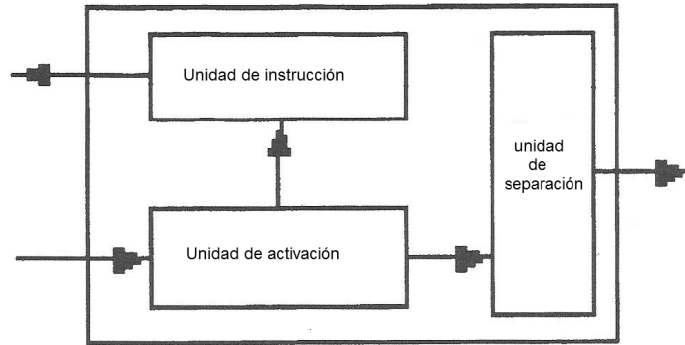 Unidad de instrucción
unidad
de
separación
Unidad de activación